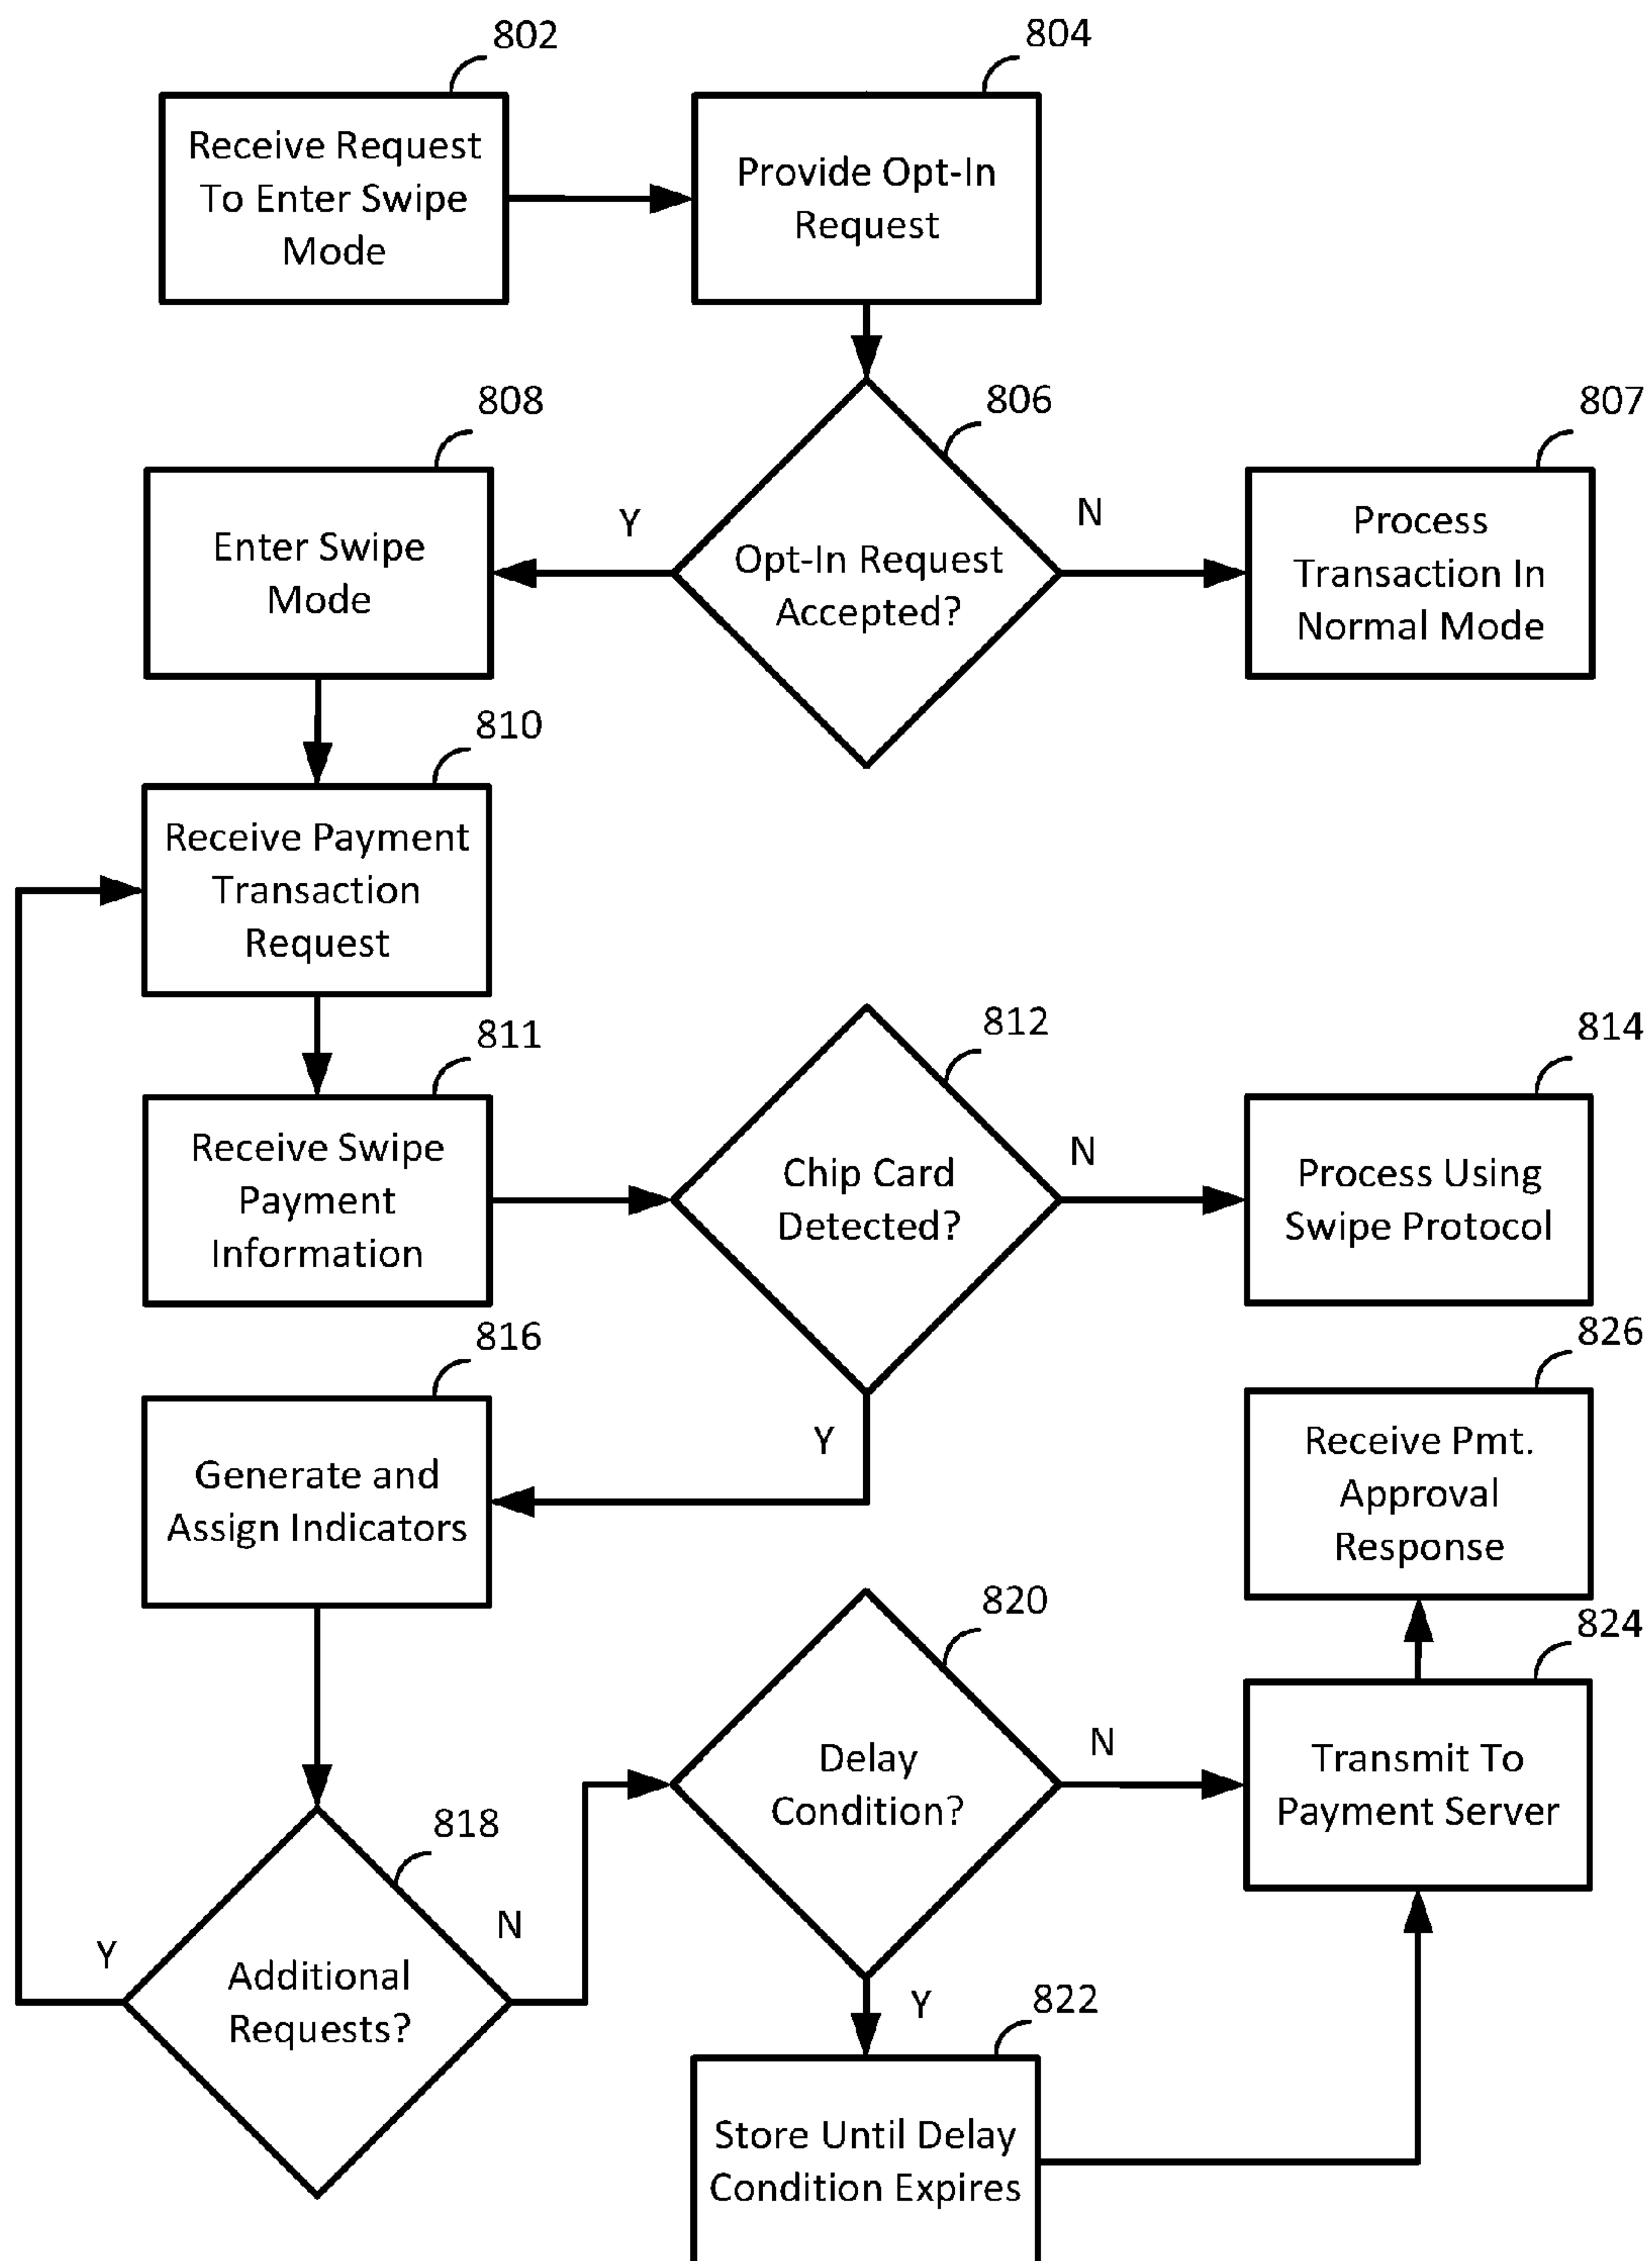 802
Receive Request
To Enter Swipe
Mode
804
Provide Opt-In
Request
806
Opt-In Request
Accepted?
Y
N
807
Process
Transaction In
Normal Mode
808
Enter Swipe
Mode
810
Receive Payment
Transaction
Request
811
Receive Swipe
Payment
Information
812
Chip Card
Detected?
N
Y
814
Process Using
Swipe Protocol
816
Generate and
Assign Indicators
818
Additional
Requests?
Y
N
820
Delay
Condition?
N
Y
822
Store Until Delay
Condition Expires
824
Transmit To
Payment Server
826
Receive Pmt.
Approval
Response